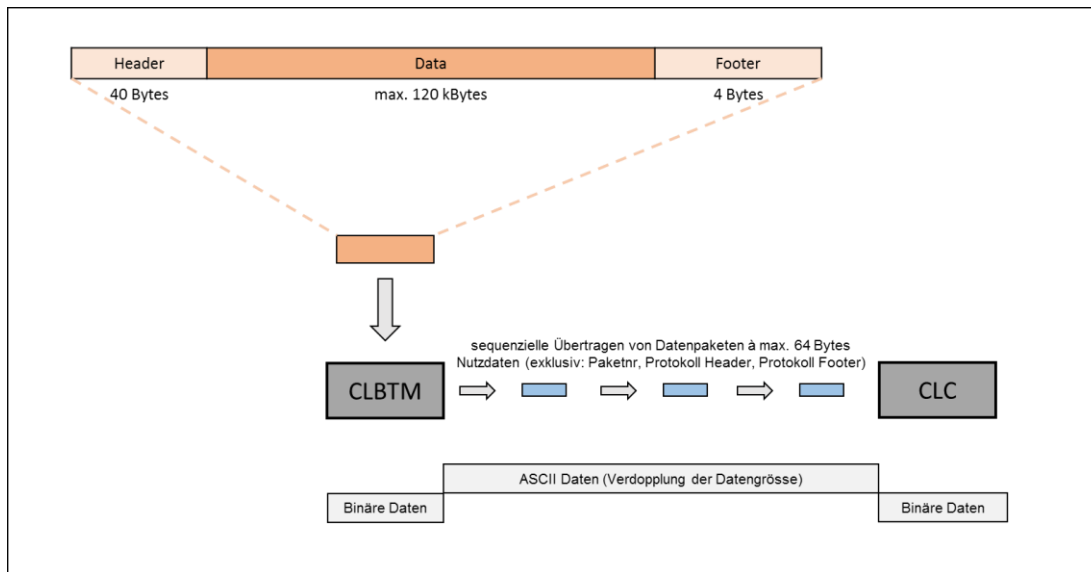 Header Data Footer
40 Bytes max. 120 kBytes 4 Bytes
sequenzielle Übertragen von Datenpaketen à max. 64 Bytes
Nutzdaten (exklusiv: Paketnr, Protokoll Header, Protokoll Footer)
CLBTM CLC
ASCII Daten (Verdopplung der Datengrösse)
Binäre Daten Binäre Daten